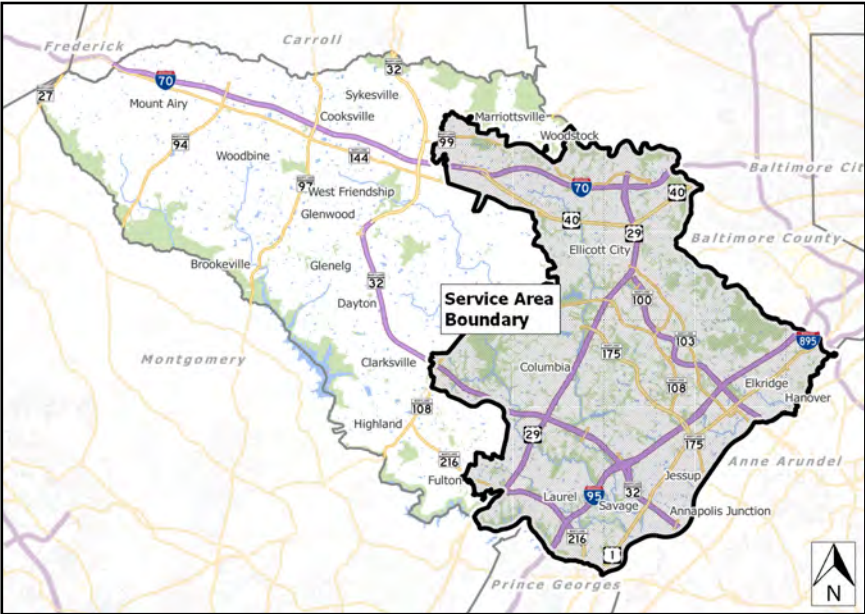 Frederick
Carroll
27
70
32
Mount Airy
Sykesville
Cooksville
Marriottsville
94
Woodbine
144
99
Woodstock
Baltimore Cit
97
West Friendship
70
40
Glenwood
40
29
Baltimore County
Ellicott City
Brookeville
Glenelg
32
Dayton
Service Area
Boundary
100
103
895
Montgomery
Clarksville
Columbia
175
Elkridge
Hanover
108
108
Highland
29
175
216
Anne Arundel
Fulton
Jessup
Laurel
95
32
Savage
Annapolis Junction
216
1
Prince Georges
N